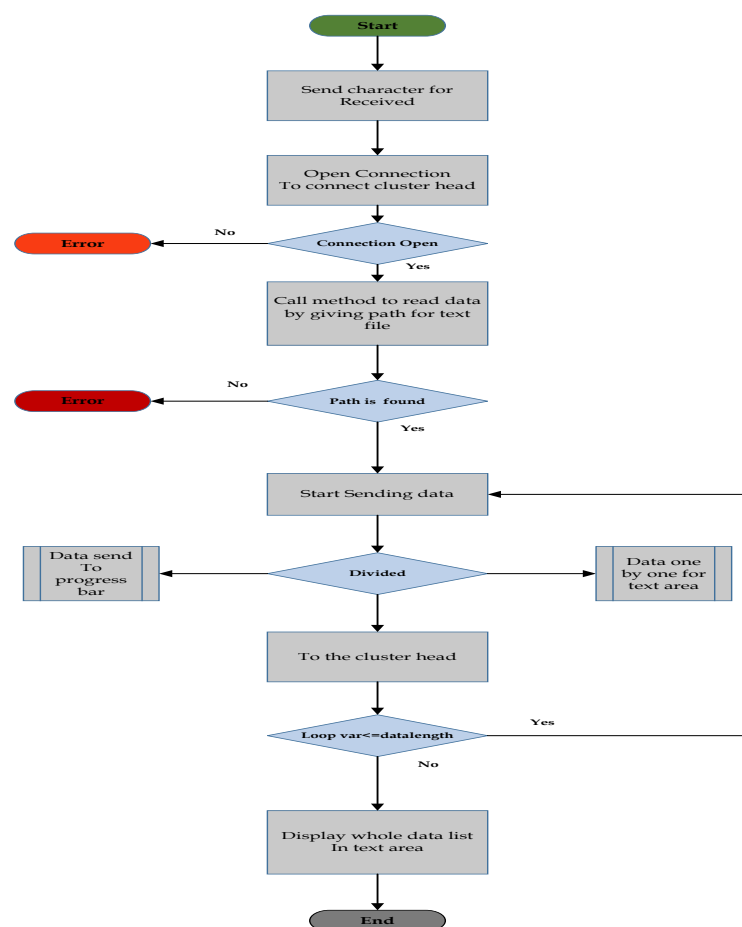 Start
Send character for
Received
Open Connection
To connect cluster head
No
Error
Connection Open
Yes
Call method to read data
by giving path for text
file
No
Error
Path is found
Yes
Start Sending data
Data send
To
progress
bar
Divided
Data one
by one for
text area
To the cluster head
Loop var<=datalength
Yes
No
Display whole data list
In text area
End